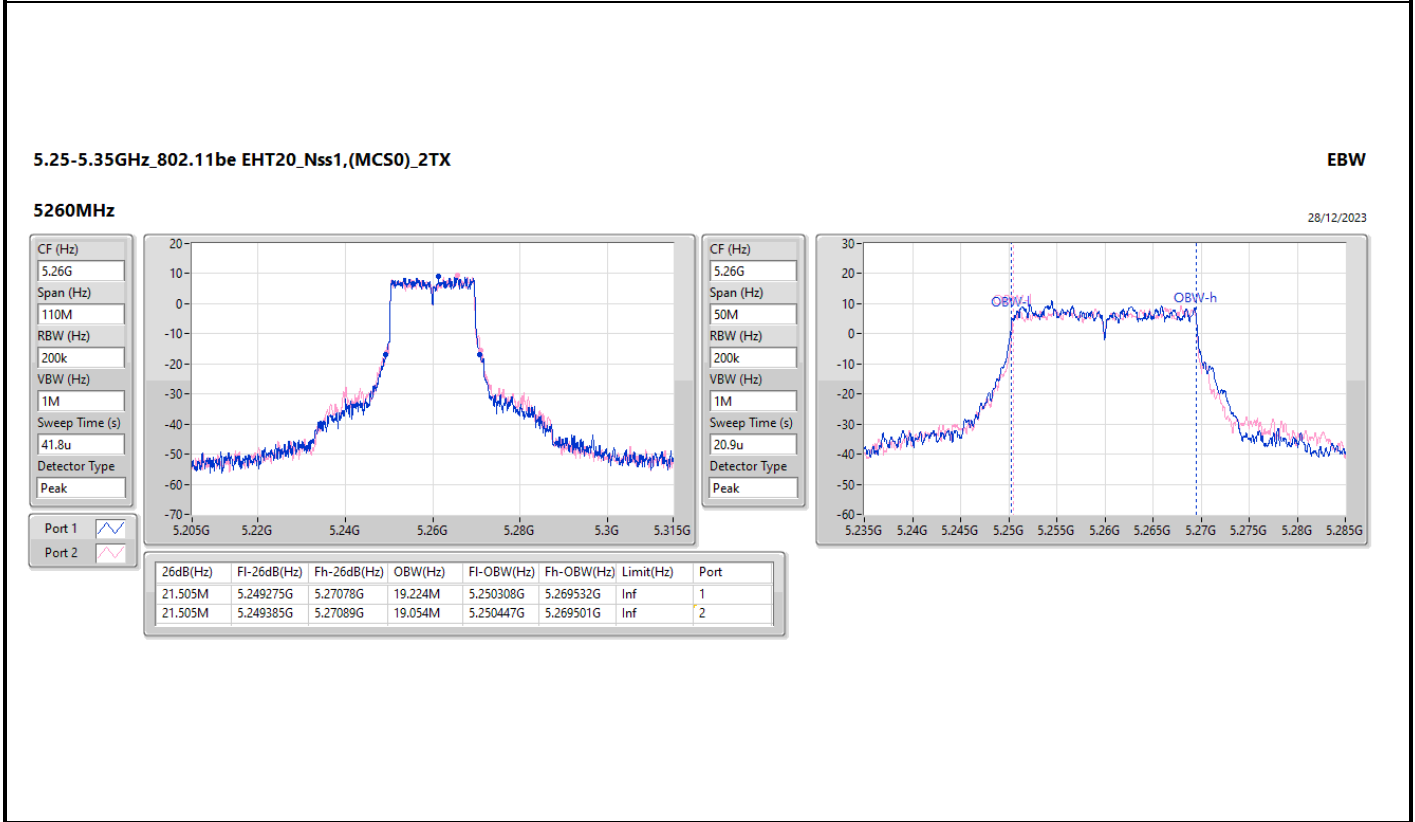 5.25-5.35GHz_802.11be EHT20_Nss1,(MCS0)_2TX
EBW
5260MHz
28/12/2023
CF (Hz)
5.26G
Span (Hz)
110M
RBW (Hz)
200k
VBW (Hz)
1M
Sweep Time (s)
41.8u
Detector Type
Peak
Port 1
Port 2
20
10
0
-10
-20
-30
-40
-50
-60
-70
5.205G 5.22G 5.24G 5.26G 5.28G 5.3G 5.315G
CF (Hz)
5.26G
Span (Hz)
50M
RBW (Hz)
200k
VBW (Hz)
1M
Sweep Time (s)
20.9u
Detector Type
Peak
30
20
10
0
-10
-20
-30
-40
-50
-60
OBW-l OBW-h
5.235G 5.24G 5.245G 5.25G 5.255G 5.26G 5.265G 5.27G 5.275G 5.28G 5.285G
26dB(Hz) Fl-26dB(Hz) Fh-26dB(Hz) OBW(Hz) Fl-OBW(Hz) Fh-OBW(Hz) Limit(Hz) Port
21.505M 5.249275G 5.27078G 19.224M 5.250308G 5.269532G Inf 1
21.505M 5.249385G 5.27089G 19.054M 5.250447G 5.269501G Inf 2